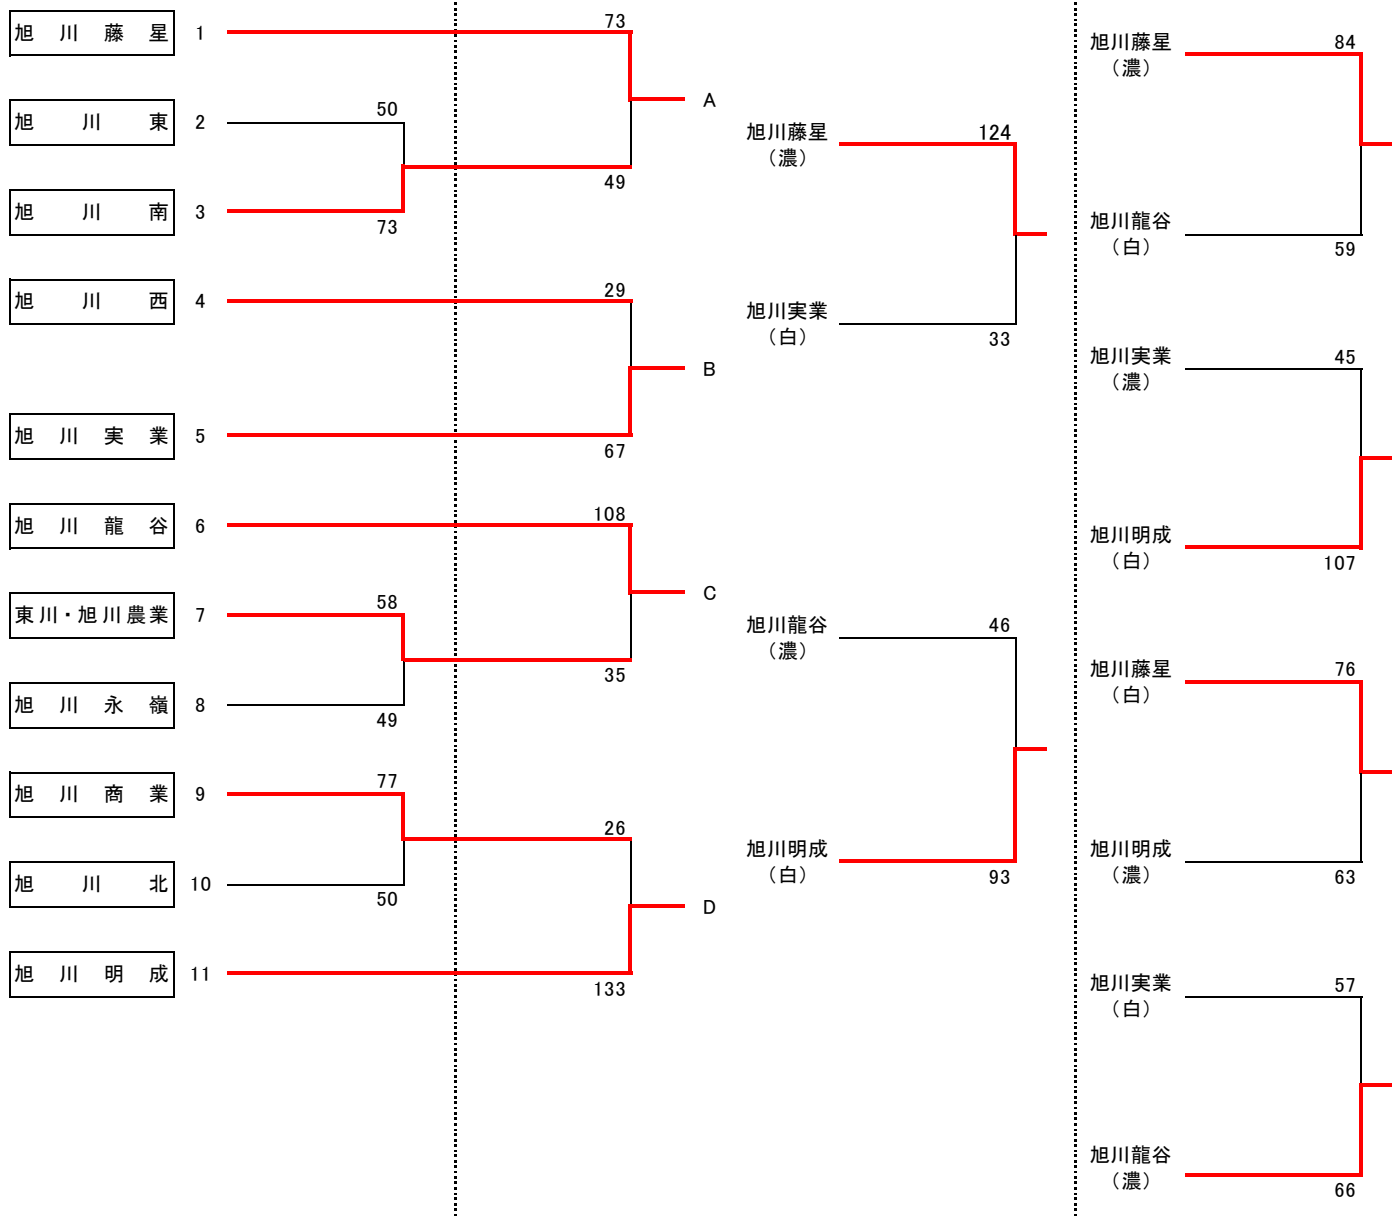 旭川藤星 1
旭川東 2
旭川南 3
旭川西 4
旭川実業 5
旭川龍谷 6
東川・旭川農業 7
旭川永嶺 8
旭川商業 9
旭川北 10
旭川明成 11
50
73
58
49
77
50
73
49
A
29
67
B
108
35
C
26
133
D
旭川藤星
（濃）
124
旭川実業
（白）
33
旭川龍谷
（濃）
46
旭川明成
（白）
93
旭川藤星
（濃）
84
旭川龍谷
（白）
59
旭川実業
（濃）
45
旭川明成
（白）
107
旭川藤星
（白）
76
旭川明成
（濃）
63
旭川実業
（白）
57
旭川龍谷
（濃）
66